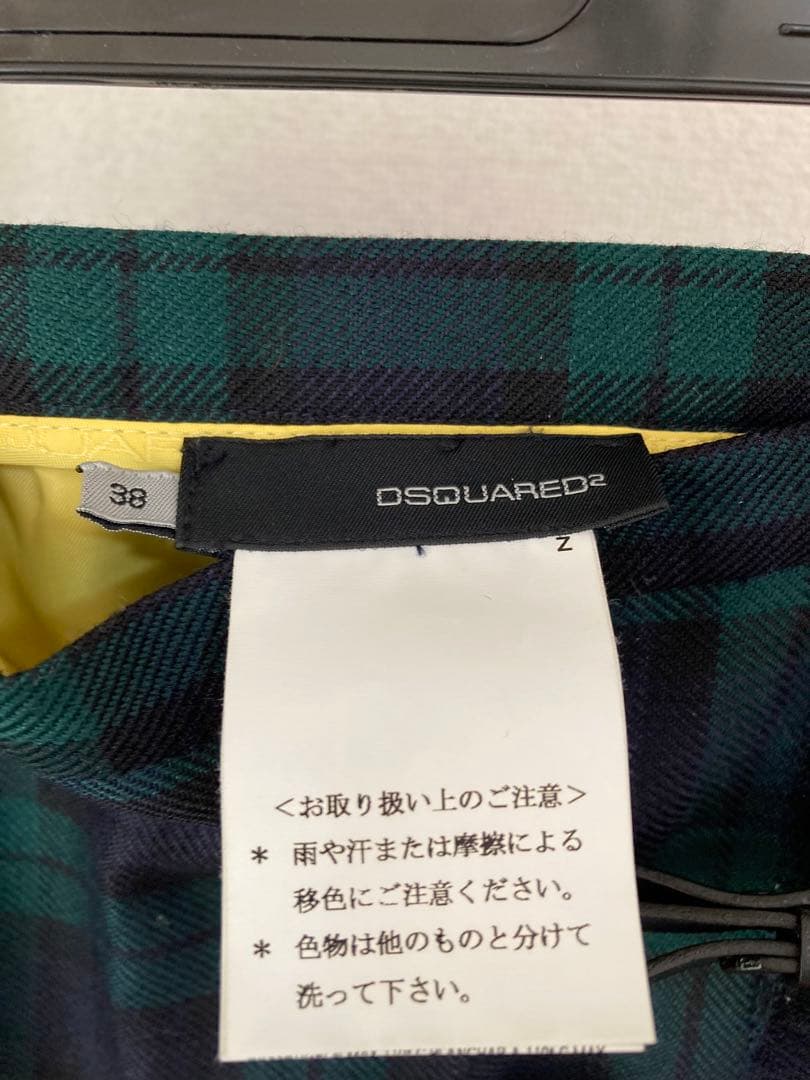 38
DSQUARED²
Z
<お取り扱い上のご注意>
* 雨や汗または摩擦による
移色にご注意ください。
* 色物は他のものと分けて
洗って下さい。